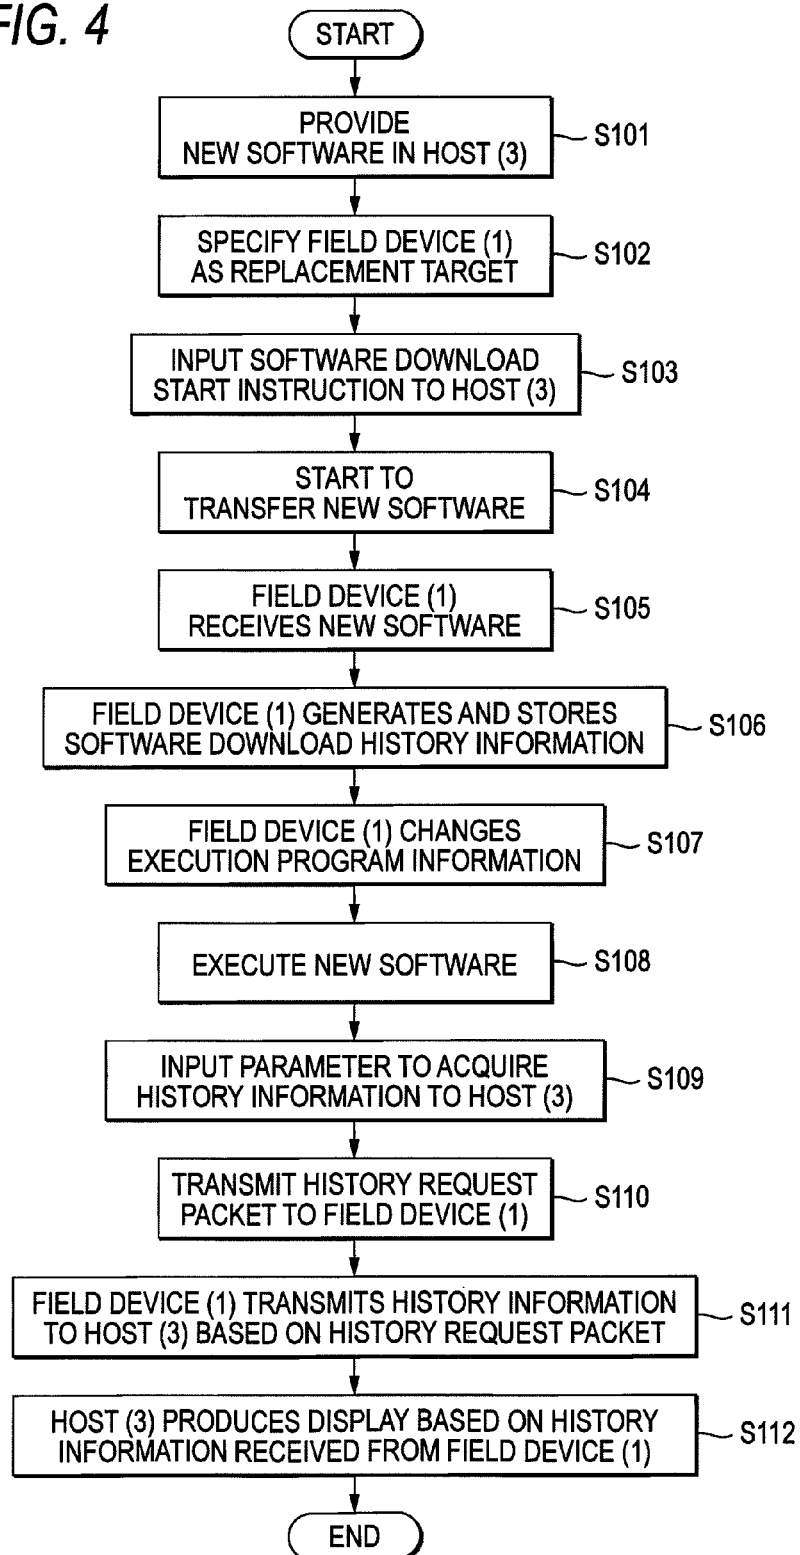 FIG. 4
START
PROVIDE
NEW SOFTWARE IN HOST (3)
S101
SPECIFY FIELD DEVICE (1)
AS REPLACEMENT TARGET
S102
INPUT SOFTWARE DOWNLOAD
START INSTRUCTION TO HOST (3)
S103
START TO
TRANSFER NEW SOFTWARE
S104
FIELD DEVICE (1)
RECEIVES NEW SOFTWARE
S105
FIELD DEVICE (1) GENERATES AND STORES
SOFTWARE DOWNLOAD HISTORY INFORMATION
S106
FIELD DEVICE (1) CHANGES
EXECUTION PROGRAM INFORMATION
S107
EXECUTE NEW SOFTWARE
S108
INPUT PARAMETER TO ACQUIRE
HISTORY INFORMATION TO HOST (3)
S109
TRANSMIT HISTORY REQUEST
PACKET TO FIELD DEVICE (1)
S110
FIELD DEVICE (1) TRANSMITS HISTORY INFORMATION
TO HOST (3) BASED ON HISTORY REQUEST PACKET
S111
HOST (3) PRODUCES DISPLAY BASED ON HISTORY
INFORMATION RECEIVED FROM FIELD DEVICE (1)
S112
END